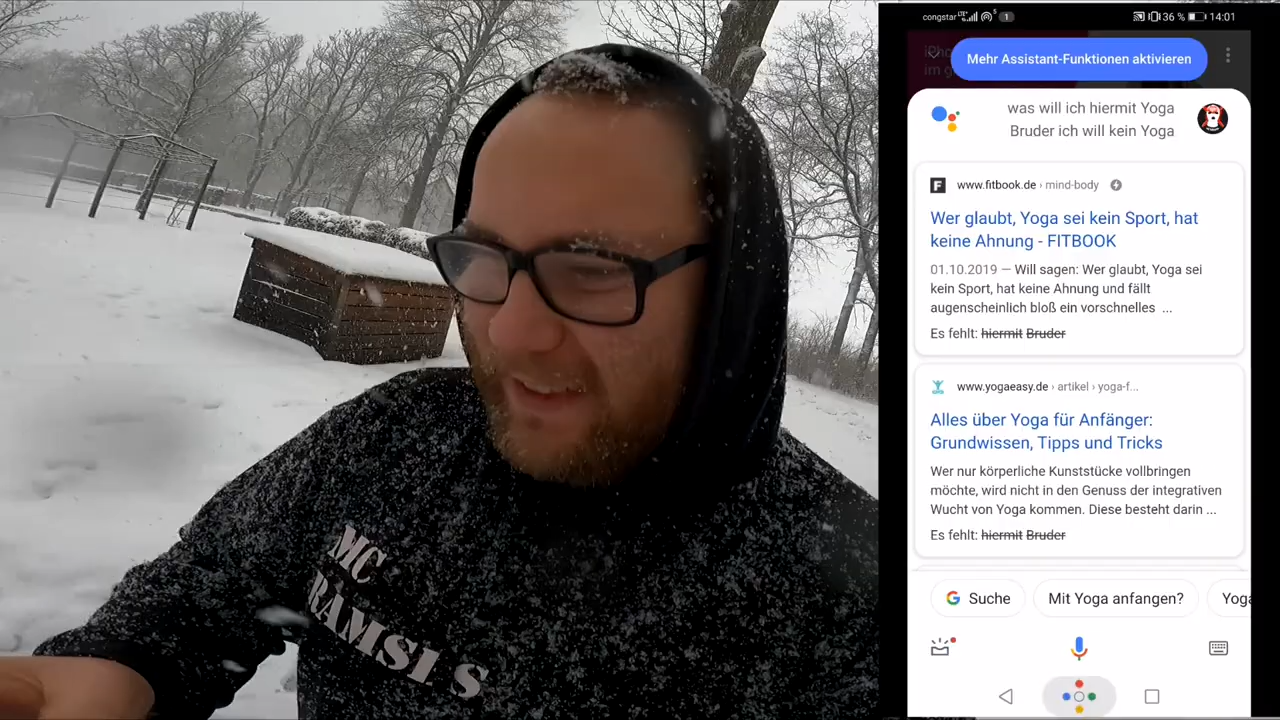 MC
RAMSI S
congstar
1
36 %
14:01
Mehr Assistant-Funktionen aktivieren
was will ich hiermit Yoga
Bruder ich will kein Yoga
www.fitbook.de › mind-body
Wer glaubt, Yoga sei kein Sport, hat
keine Ahnung - FITBOOK
01.10.2019 — Will sagen: Wer glaubt, Yoga sei
kein Sport, hat keine Ahnung und fällt
augenscheinlich bloß ein vorschnelles ...
Es fehlt: hiermit Bruder
www.yogaeasy.de › artikel › yoga-f...
Alles über Yoga für Anfänger:
Grundwissen, Tipps und Tricks
Wer nur körperliche Kunststücke vollbringen
möchte, wird nicht in den Genuss der integrativen
Wucht von Yoga kommen. Diese besteht darin ...
Es fehlt: hiermit Bruder
Suche
Mit Yoga anfangen?
Yoga